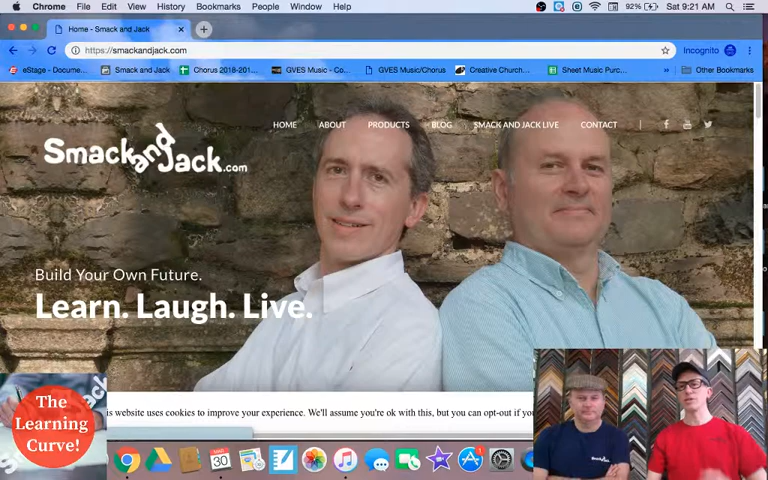 Chrome File Edit View History Bookmarks People Window Help 92% Sat 9:21 AM
Home - Smack and Jack
https://smackandjack.com Incognito
eStage - Docume... Smack and Jack Chorus 2018-201... GVES Music - Co... GVES Music/Chorus Creative Church... Sheet Music Purc... » Other Bookmarks
HOME ABOUT PRODUCTS BLOG SMACK AND JACK LIVE CONTACT
SmackandJack.com
Build Your Own Future.
Learn. Laugh. Live.
is website uses cookies to improve your experience. We'll assume you're ok with this, but you can opt-out if you
The
Learning
Curve!
30